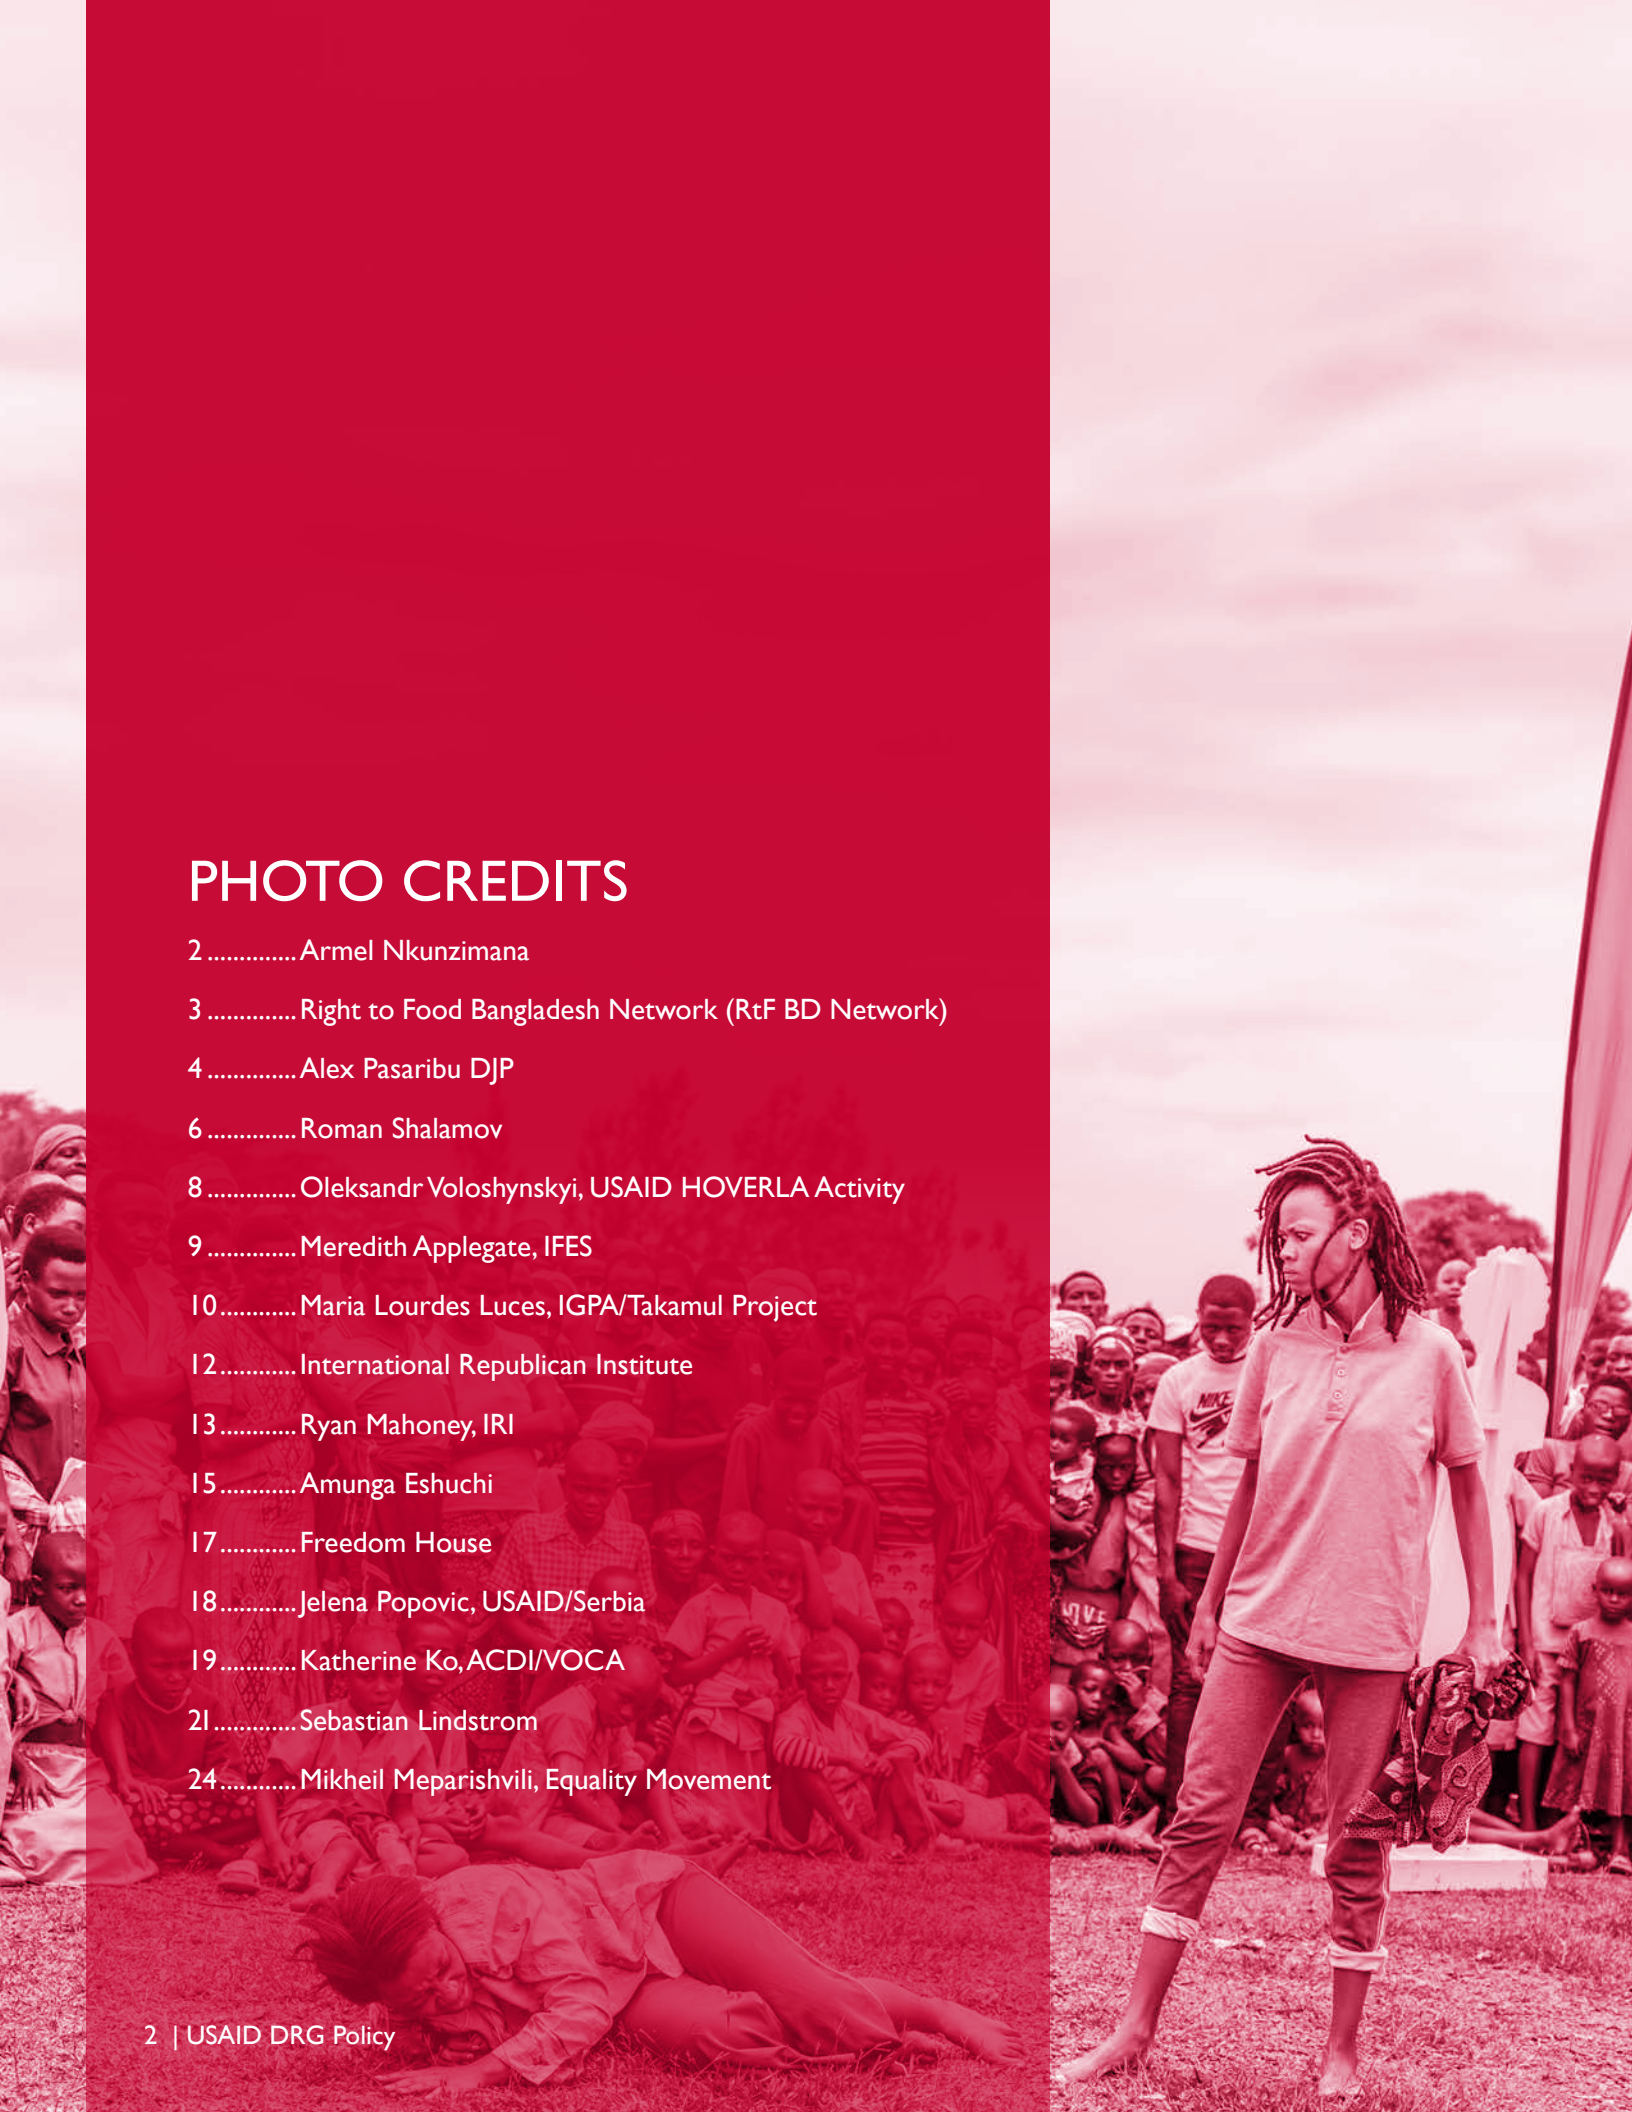 PHOTO CREDITS
2..............Armel Nkunzimana
3..............Right to Food Bangladesh Network (RtF BD Network)
4..............Alex Pasaribu DJP
6..............Roman Shalamov
8..............Oleksandr Voloshynskyi, USAID HOVERLA Activity
9..............Meredith Applegate, IFES
10............Maria Lourdes Luces, IGPA/Takamul Project
12............International Republican Institute
13............Ryan Mahoney, IRI
15............Amunga Eshuchi
17............Freedom House
18............Jelena Popovic, USAID/Serbia
19............Katherine Ko, ACDI/VOCA
21.............Sebastian Lindstrom
24............Mikheil Meparishvili, Equality Movement
NIKE
LOVE
2 | USAID DRG Policy